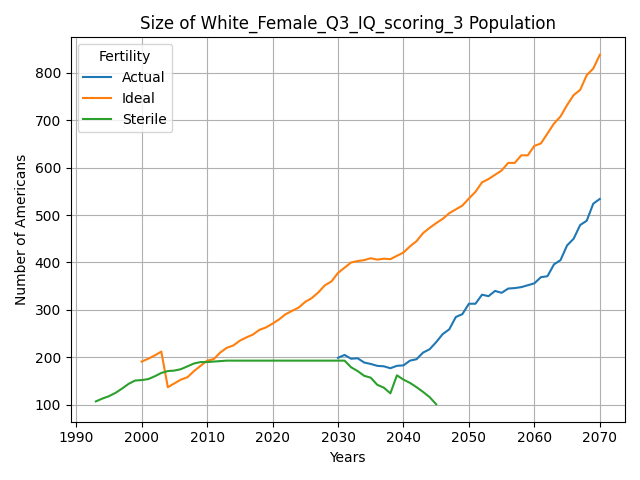 Size of White_Female_Q3_IQ_scoring_3 Population
Fertility
Actual
Ideal
Sterile
Number of Americans
800
700
600
500
400
300
200
100
1990
2000
2010
2020
2030
2040
2050
2060
2070
Years